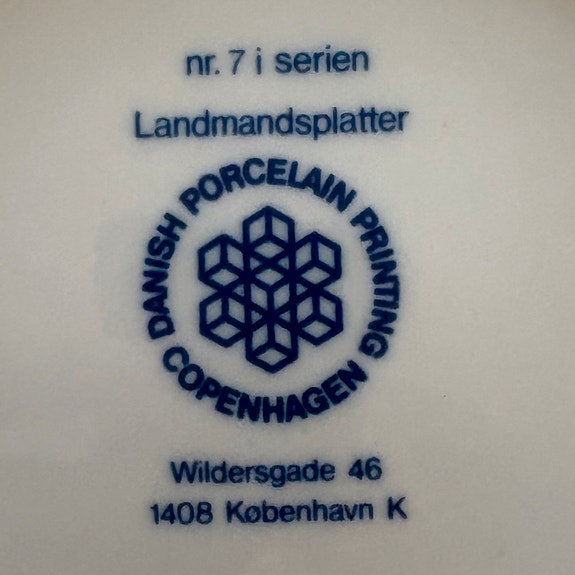 nr. 7 i serien
Landmandsplatter
DANISH PORCELAIN PRINTING
COPENHAGEN
Wildersgade 46
1408 København K